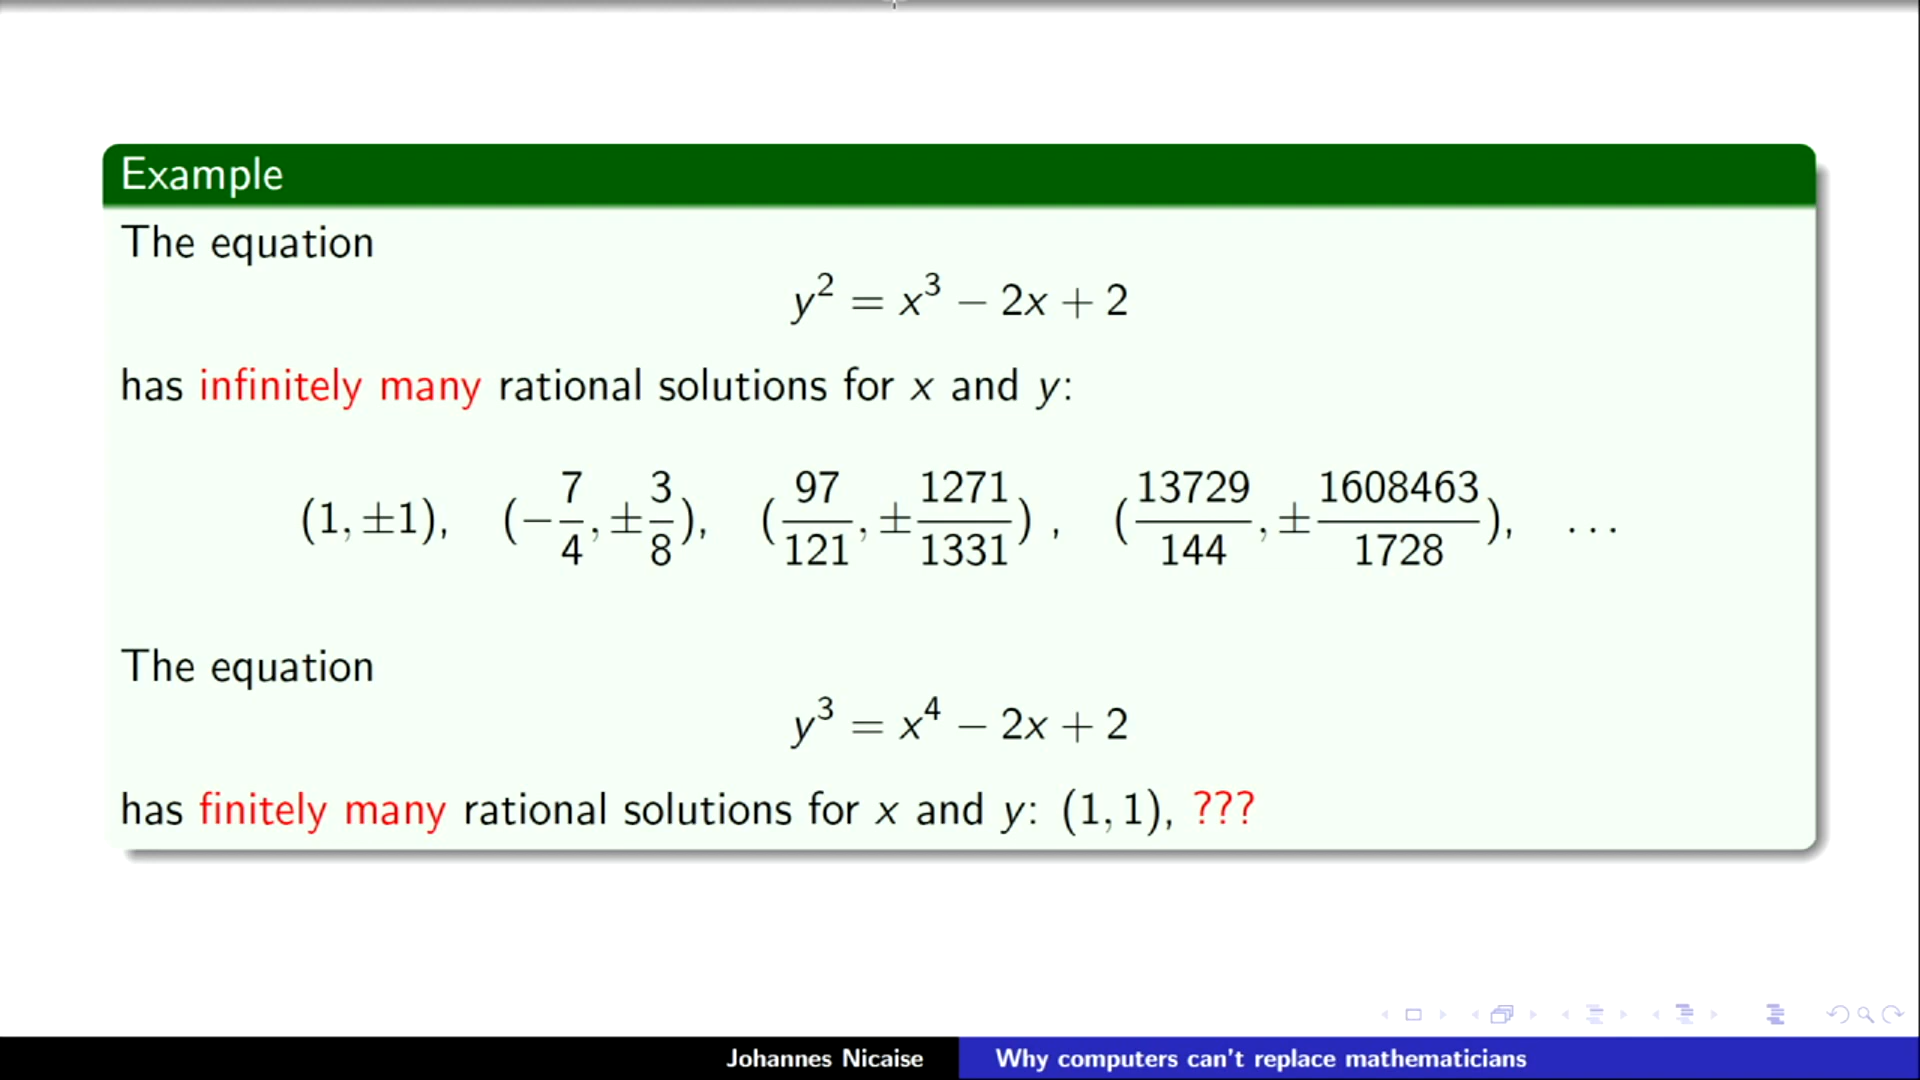 Example
The equation
y² = x³ − 2x + 2
has infinitely many rational solutions for x and y:
(1, ±1), (−7/4, ±3/8), (97/121, ±1271/1331) , (13729/144, ±1608463/1728), ...
The equation
y³ = x⁴ − 2x + 2
has finitely many rational solutions for x and y: (1, 1), ???
Johannes Nicaise Why computers can't replace mathematicians